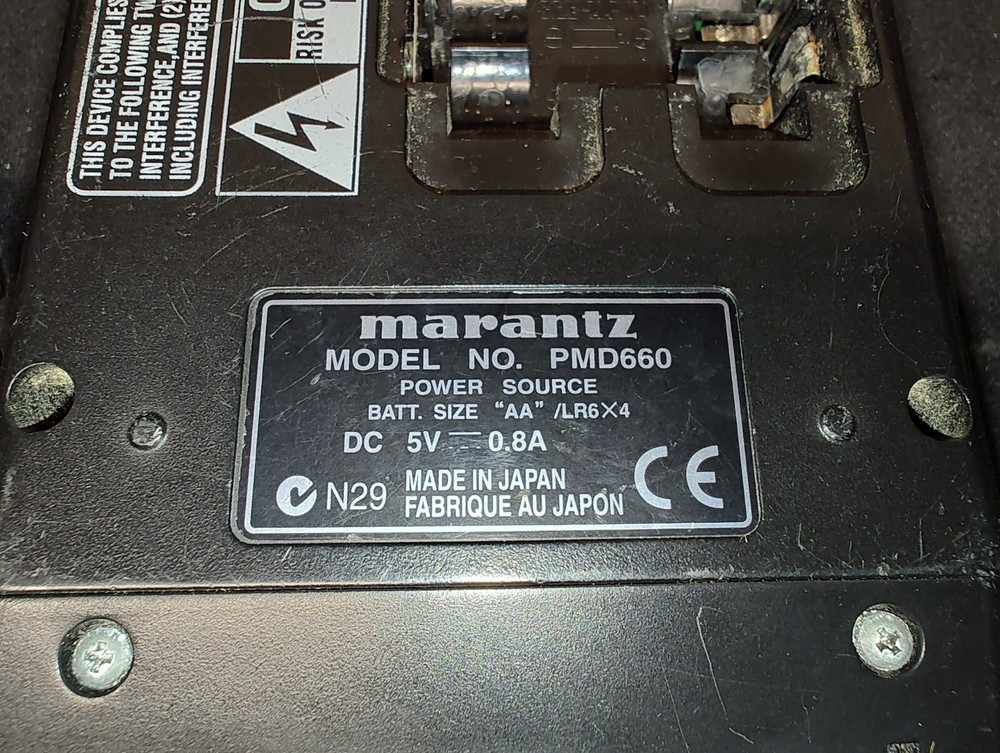 THIS DEVICE COMPLIES
TO THE FOLLOWING TW
INTERFERENCE,AND (2)
INCLUDING INTERFERE
RISK O
marantz
MODEL NO. PMD660
POWER SOURCE
BATT. SIZE “AA” /LR6×4
DC 5V ⎓ 0.8A
N29
MADE IN JAPAN
FABRIQUE AU JAPON
CE